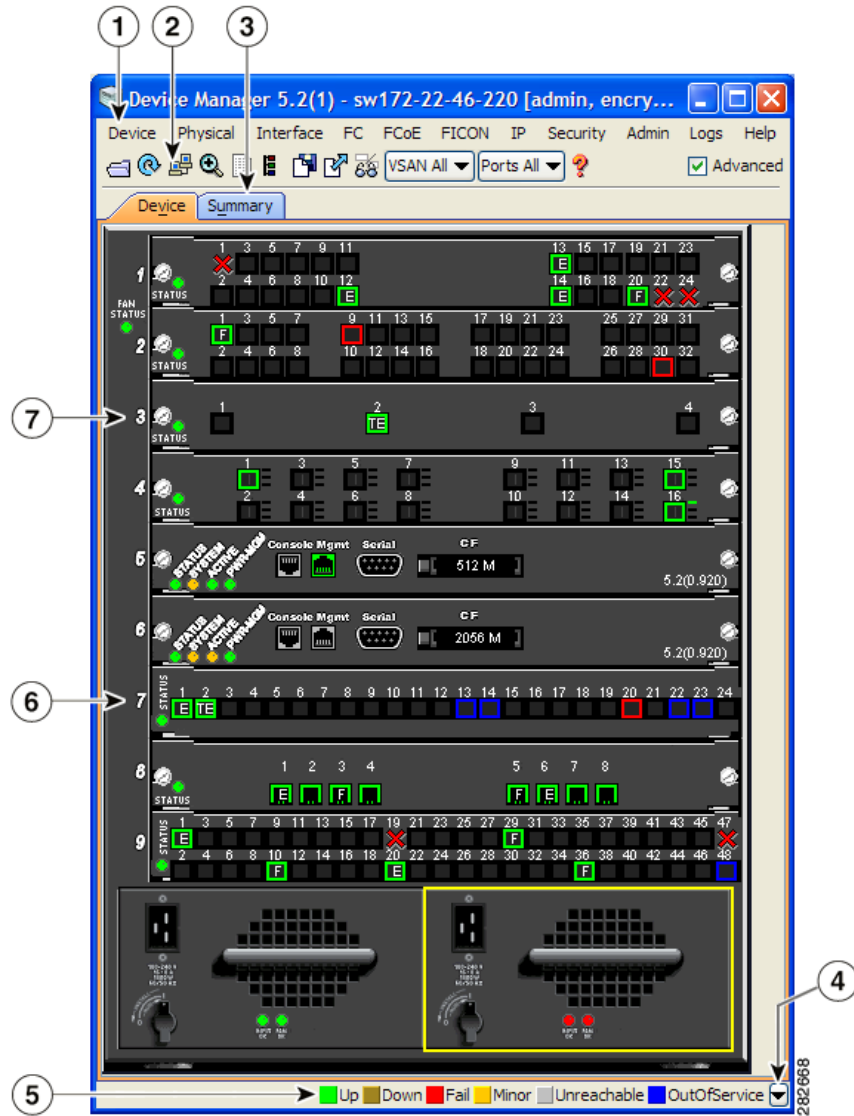 1 2 3
Device Manager 5.2(1) - sw172-22-46-220 [admin, encry...
Device Physical Interface FC FCoE FICON IP Security Admin Logs Help
VSAN All Ports All Advanced
Device Summary
1 3 5 7 9 11 13 15 17 19 21 23
1 E
2 4 6 8 10 12 14 16 18 20 22 24
STATUS E E F
FAN
STATUS
1 3 5 7 9 11 13 15 17 19 21 23 25 27 29 31
2 F
2 4 6 8 10 12 14 16 18 20 22 24 26 28 30 32
STATUS
1 2 3 4
7 3 TE
STATUS
1 3 5 7 9 11 13 15
4 2 4 6 8 10 12 14 16
STATUS
Console Mgmt Serial CF
5 STATUS SYSTEM ACTIVE PWR-MGM 512 M
5.2(0.920)
Console Mgmt Serial CF
6 STATUS SYSTEM ACTIVE PWR-MGM 2056 M
5.2(0.920)
STATUS 1 2 3 4 5 6 7 8 9 10 11 12 13 14 15 16 17 18 19 20 21 22 23 24
6 7 E TE
1 2 3 4 5 6 7 8
8 E F F E
STATUS
STATUS 1 3 5 7 9 11 13 15 17 19 21 23 25 27 29 31 33 35 37 39 41 43 45 47
9 E F
2 4 6 8 10 12 14 16 18 20 22 24 26 28 30 32 34 36 38 40 42 44 46 48
F E F
4
5 Up Down Fail Minor Unreachable OutOfService
282668